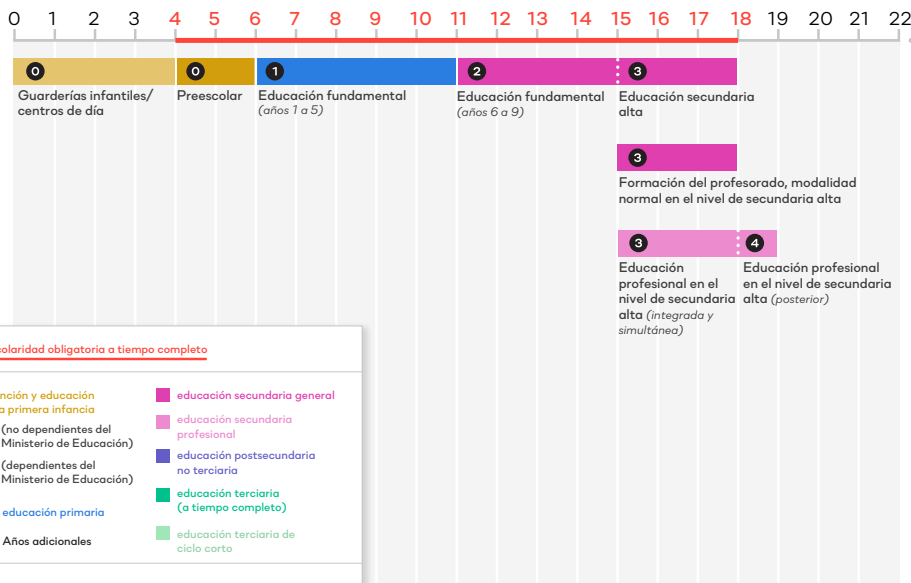 0 1 2 3 4 5 6 7 8 9 10 11 12 13 14 15 16 17 18 19 20 21 22
0 0 1 2 3
Guarderías infantiles/
centros de día
Preescolar
Educación fundamental
(años 1 a 5)
Educación fundamental
(años 6 a 9)
Educación secundaria
alta
3
Formación del profesorado, modalidad
normal en el nivel de secundaria alta
3 4
Educación
profesional en el
nivel de secundaria
alta (integrada y
simultánea)
Educación profesional
en el nivel de secundaria
alta (posterior)
colaridad obligatoria a tiempo completo
nción y educación
a primera infancia
(no dependientes del
Ministerio de Educación)
(dependientes del
Ministerio de Educación)
educación primaria
Años adicionales
educación secundaria general
educación secundaria
profesional
educación postsecundaria
no terciaria
educación terciaria
(a tiempo completo)
educación terciaria de
ciclo corto